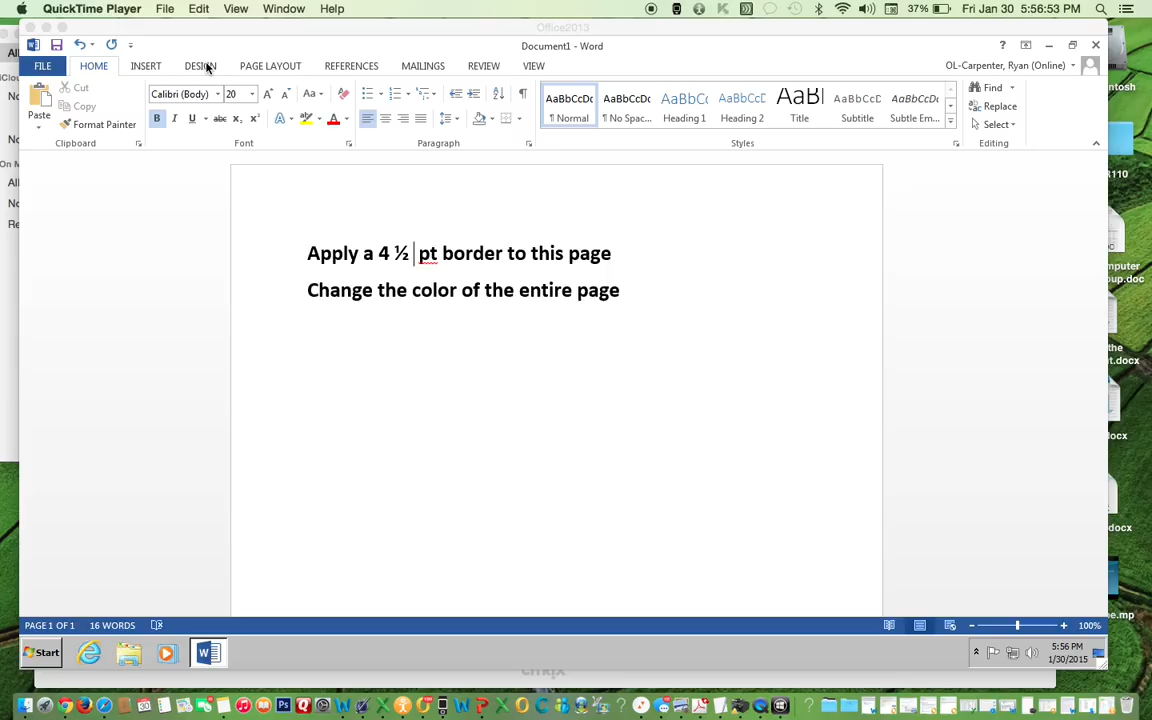 QuickTime Player File Edit View Window Help 37% Fri Jan 30 5:56:53 PM
Office2013
Document1 - Word
FILE HOME INSERT DESIGN PAGE LAYOUT REFERENCES MAILINGS REVIEW VIEW OL-Carpenter, Ryan (Online)
Paste
Cut
Copy
Format Painter
Clipboard
Calibri (Body) 20
Font
Paragraph
AaBbCcDc AaBbCcDc AaBbCc AaBbCc AaBl AaBbCcD AaBbCcD
¶ Normal ¶ No Spac... Heading 1 Heading 2 Title Subtitle Subtle Em...
Styles
Find
Replace
Select
Editing
Apply a 4 ½ pt border to this page
Change the color of the entire page
PAGE 1 OF 1 16 WORDS 100%
Start 5:56 PM
1/30/2015